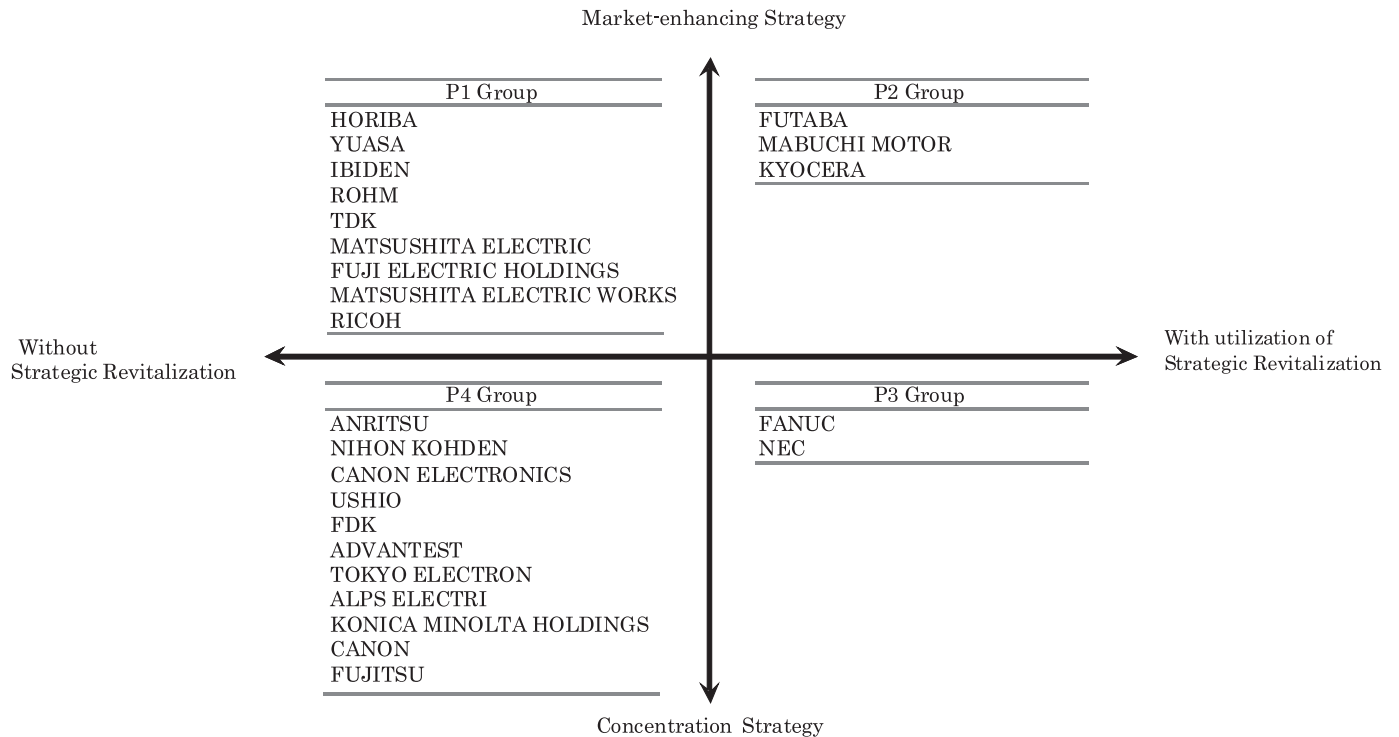 Market-enhancing Strategy
P1 Group
HORIBA
YUASA
IBIDEN
ROHM
TDK
MATSUSHITA ELECTRIC
FUJI ELECTRIC HOLDINGS
MATSUSHITA ELECTRIC WORKS
RICOH
P2 Group
FUTABA
MABUCHI MOTOR
KYOCERA
Without
Strategic Revitalization
With utilization of
Strategic Revitalization
P4 Group
ANRITSU
NIHON KOHDEN
CANON ELECTRONICS
USHIO
FDK
ADVANTEST
TOKYO ELECTRON
ALPS ELECTRI
KONICA MINOLTA HOLDINGS
CANON
FUJITSU
P3 Group
FANUC
NEC
Concentration Strategy